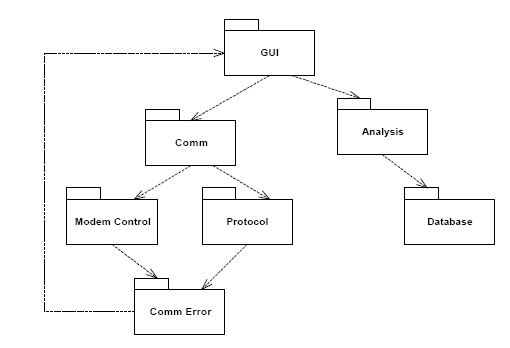 GUI
Analysis
Comm
Modem Control
Protocol
Database
Comm Error